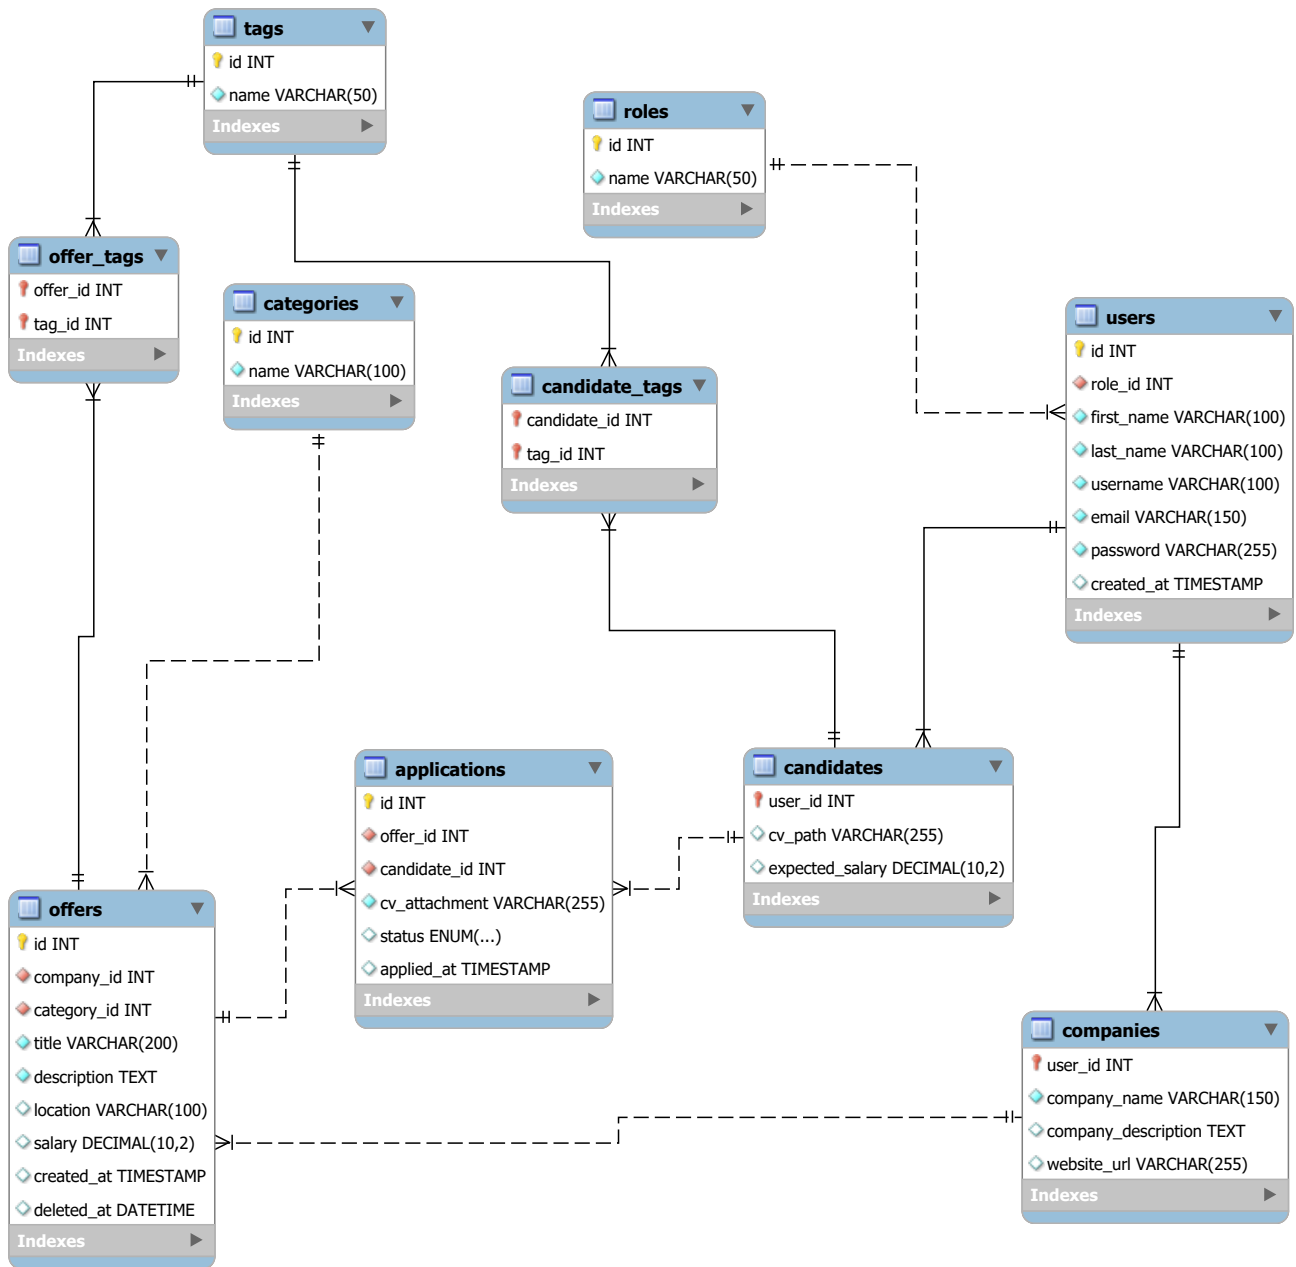 tags
id INT
name VARCHAR(50)
Indexes
roles
id INT
name VARCHAR(50)
Indexes
offer_tags
offer_id INT
tag_id INT
Indexes
categories
id INT
name VARCHAR(100)
Indexes
candidate_tags
candidate_id INT
tag_id INT
Indexes
users
id INT
role_id INT
first_name VARCHAR(100)
last_name VARCHAR(100)
username VARCHAR(100)
email VARCHAR(150)
password VARCHAR(255)
created_at TIMESTAMP
Indexes
applications
id INT
offer_id INT
candidate_id INT
cv_attachment VARCHAR(255)
status ENUM(...)
applied_at TIMESTAMP
Indexes
candidates
user_id INT
cv_path VARCHAR(255)
expected_salary DECIMAL(10,2)
Indexes
offers
id INT
company_id INT
category_id INT
title VARCHAR(200)
description TEXT
location VARCHAR(100)
salary DECIMAL(10,2)
created_at TIMESTAMP
deleted_at DATETIME
Indexes
companies
user_id INT
company_name VARCHAR(150)
company_description TEXT
website_url VARCHAR(255)
Indexes